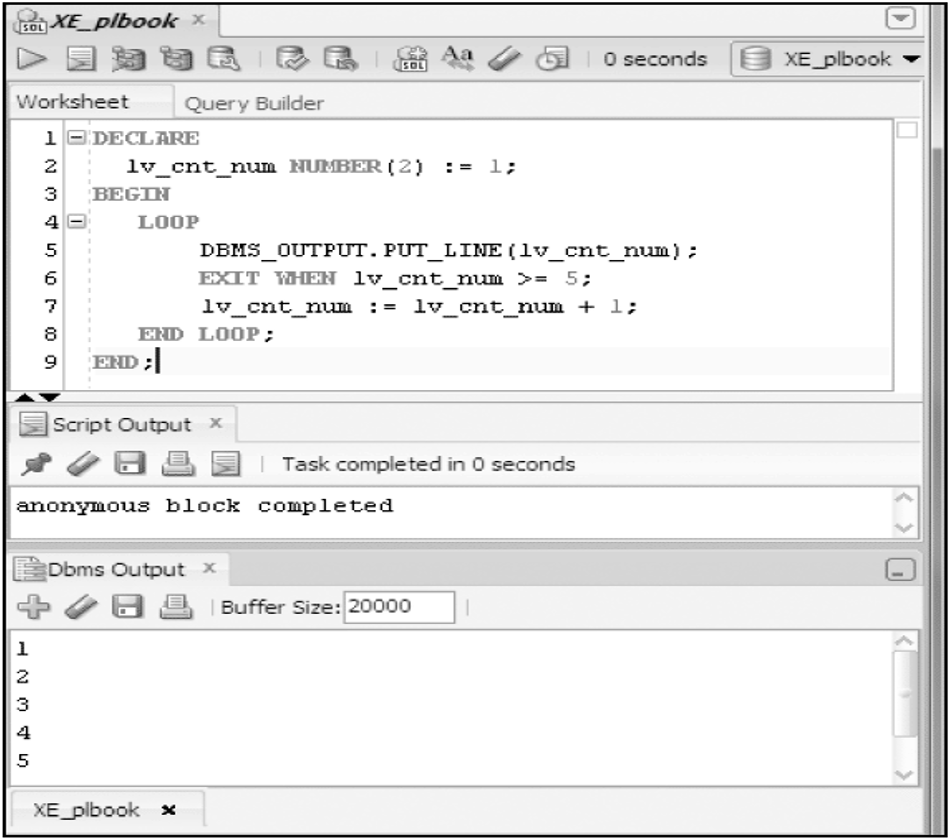 XE_plbook
0 seconds XE_plbook
Worksheet Query Builder
1 DECLARE
2 lv_cnt_num NUMBER(2) := 1;
3 BEGIN
4 LOOP
5 DBMS_OUTPUT.PUT_LINE(lv_cnt_num);
6 EXIT WHEN lv_cnt_num >= 5;
7 lv_cnt_num := lv_cnt_num + 1;
8 END LOOP;
9 END;
Script Output
Task completed in 0 seconds
anonymous block completed
Dbms Output
Buffer Size: 20000
1
2
3
4
5
XE_plbook